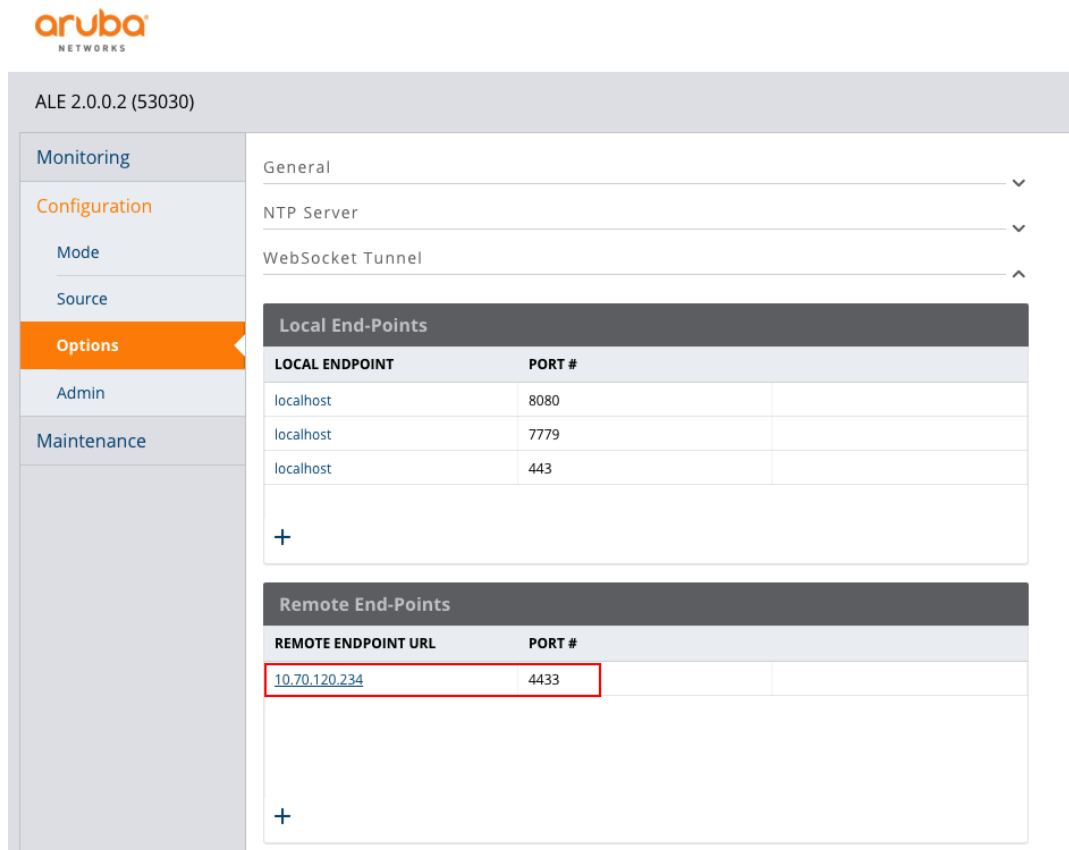 aruba
NETWORKS
ALE 2.0.0.2 (53030)
Monitoring
Configuration
Mode
Source
Options
Admin
Maintenance
General
NTP Server
WebSocket Tunnel
Local End-Points
LOCAL ENDPOINT PORT #
localhost 8080
localhost 7779
localhost 443
+
Remote End-Points
REMOTE ENDPOINT URL PORT #
10.70.120.234 4433
+